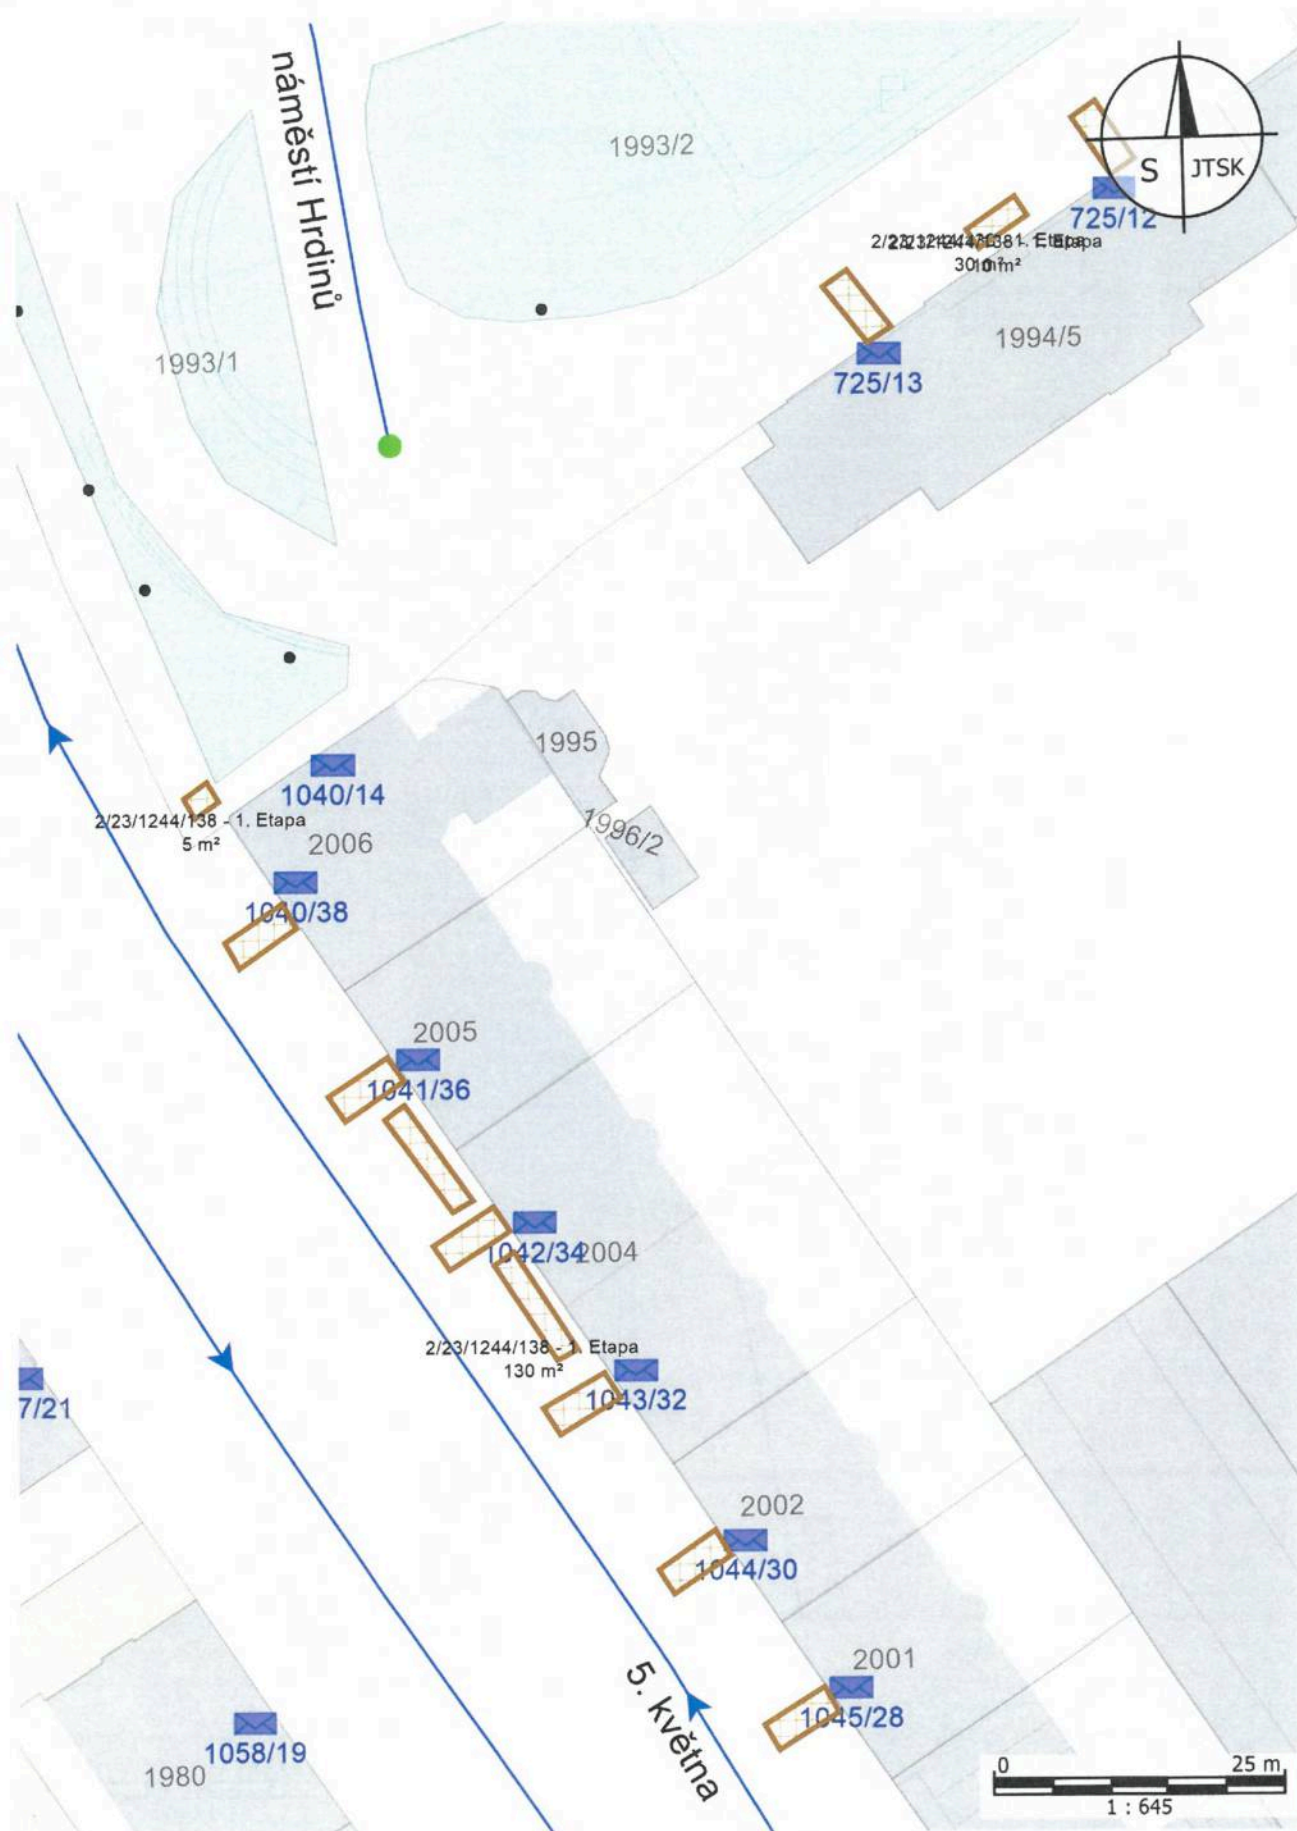 náměstí Hrdinů
1993/2
S JTSK
725/12
30 m²
1993/1
1994/5
725/13
1995
1040/14
1996/2
2/23/1244/138 - 1. Etapa
5 m²
2006
1040/38
2005
1041/36
1042/34
2004
2/23/1244/138 - 1. Etapa
130 m²
1043/32
7/21
2002
1044/30
2001
1045/28
5. května
1058/19
1980
0 25 m
1 : 645